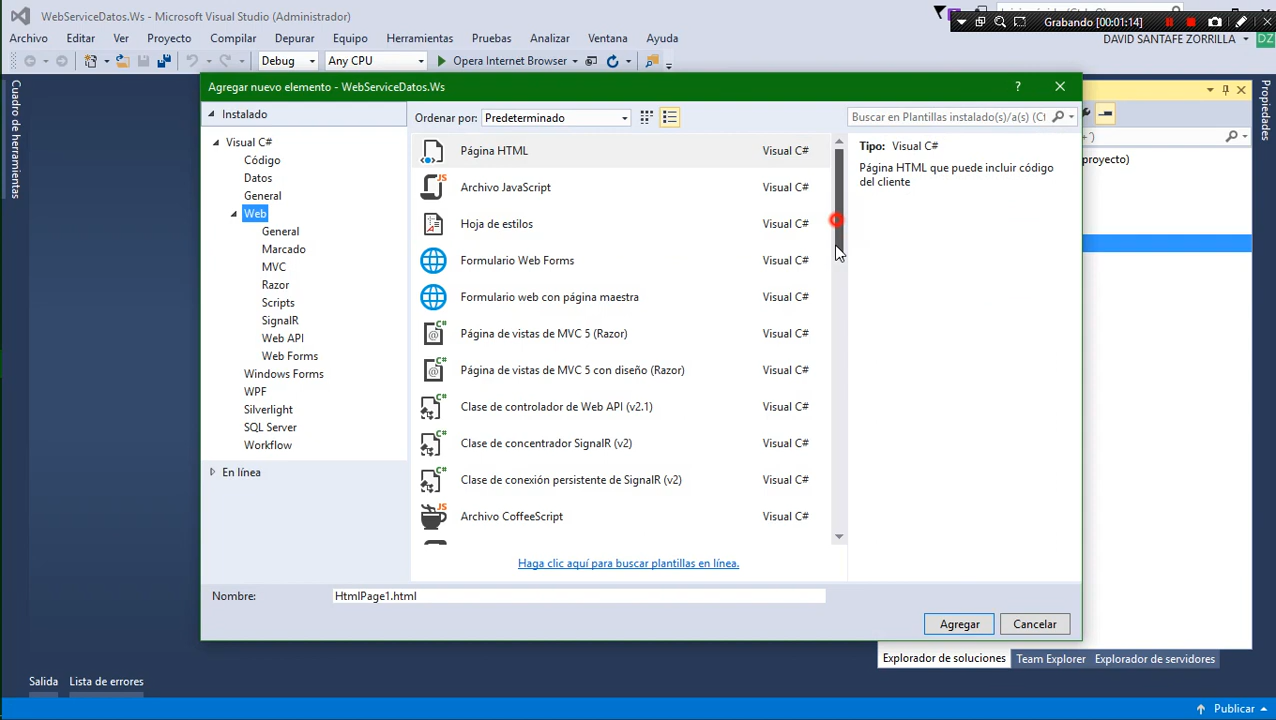 WebServiceDatos.Ws - Microsoft Visual Studio (Administrador)
Grabando [00:01:14]
Archivo Editar Ver Proyecto Compilar Depurar Equipo Herramientas Pruebas Analizar Ventana Ayuda
DAVID SANTAFE ZORRILLA DZ
Debug Any CPU Opera Internet Browser
Cuadro de herramientas
Agregar nuevo elemento - WebServiceDatos.Ws
?
Instalado
Ordenar por: Predeterminado
Buscar en Plantillas instalado(s)/a(s) (Ct
Visual C#
Código
Datos
General
Web
General
Marcado
MVC
Razor
Scripts
SignalR
Web API
Web Forms
Windows Forms
WPF
Silverlight
SQL Server
Workflow
En línea
Página HTML Visual C#
Archivo JavaScript Visual C#
Hoja de estilos Visual C#
Formulario Web Forms Visual C#
Formulario web con página maestra Visual C#
Página de vistas de MVC 5 (Razor) Visual C#
Página de vistas de MVC 5 con diseño (Razor) Visual C#
Clase de controlador de Web API (v2.1) Visual C#
Clase de concentrador SignalR (v2) Visual C#
Clase de conexión persistente de SignalR (v2) Visual C#
Archivo CoffeeScript Visual C#
Haga clic aquí para buscar plantillas en línea.
Tipo: Visual C#
Página HTML que puede incluir código
del cliente
Nombre: HtmlPage1.html
Agregar Cancelar
proyecto)
Propiedades
Explorador de soluciones Team Explorer Explorador de servidores
Salida Lista de errores
Publicar